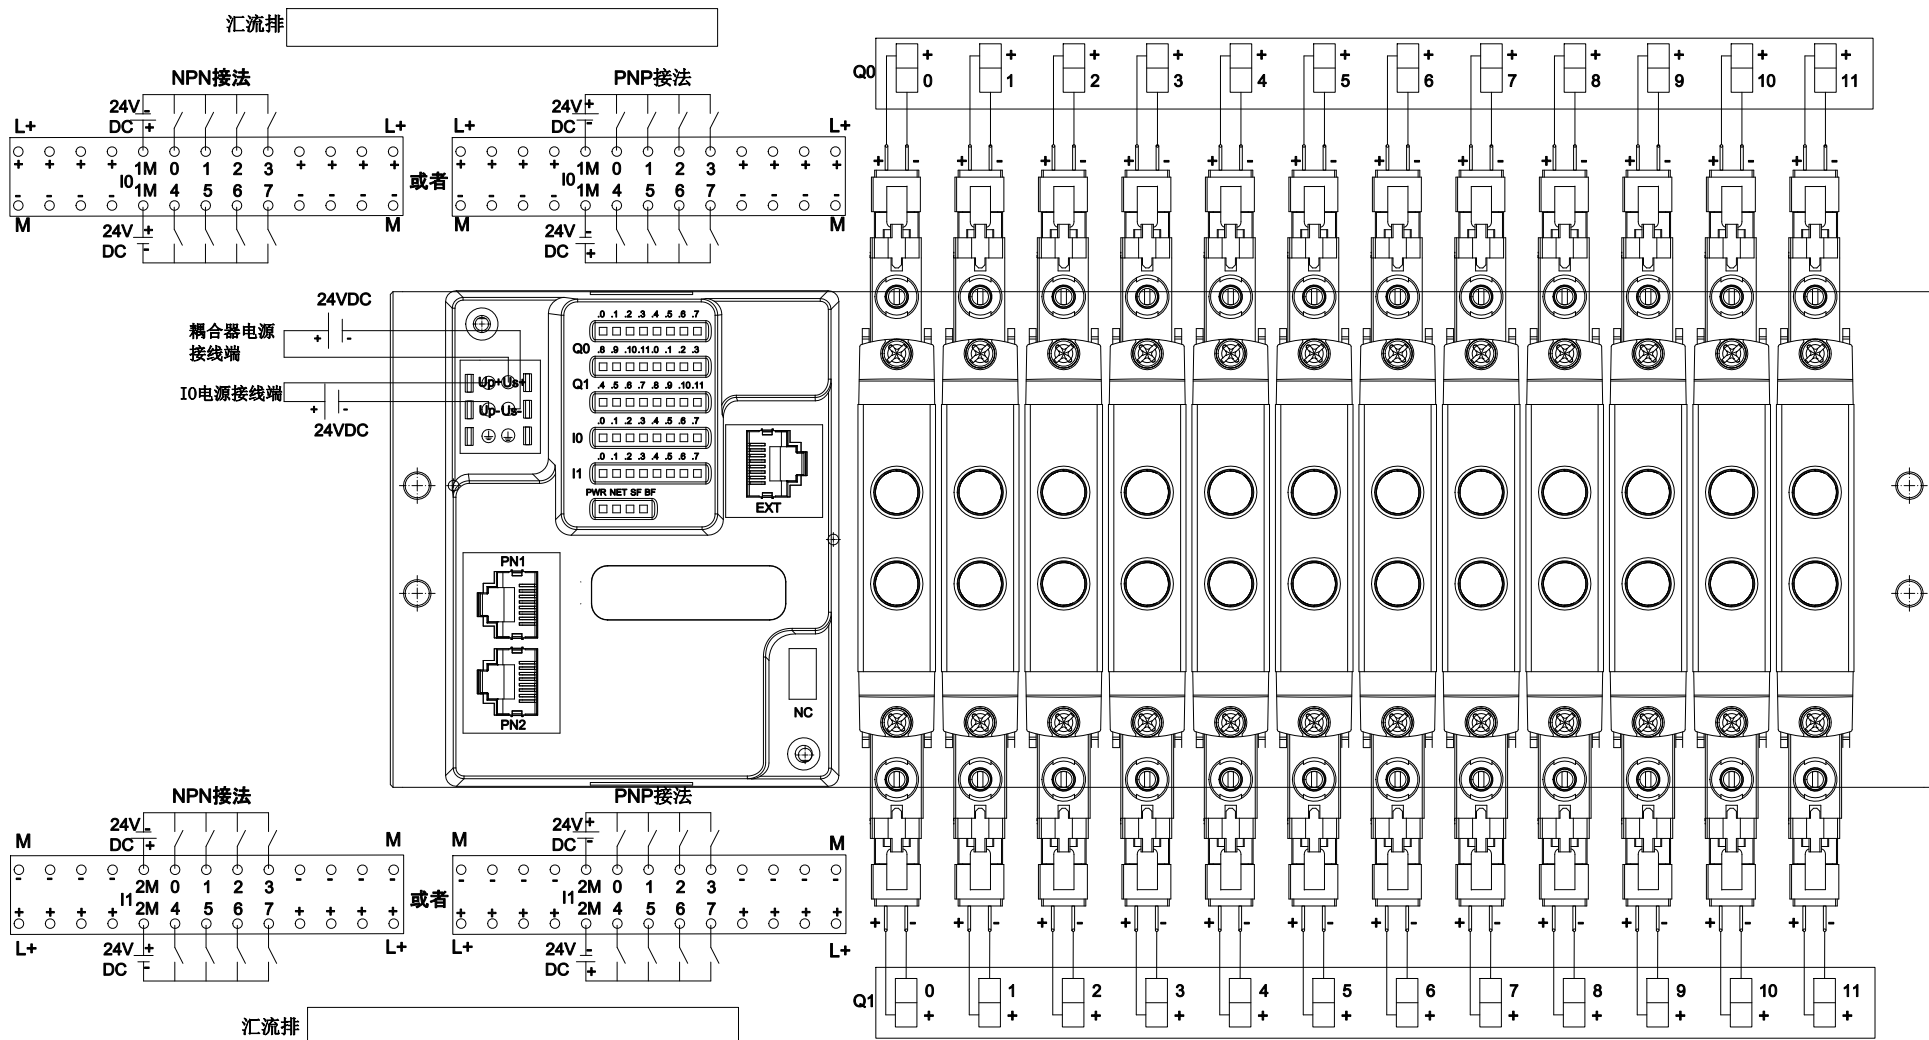 汇流排
NPN接法
24V - DC +
L+ L+
+ + + + 1M 0 1 2 3 + + + +
I0
- - - - 1M 4 5 6 7 - - - -
M M
24V + DC -
或者
PNP接法
24V + DC -
L+ L+
+ + + + 1M 0 1 2 3 + + + +
I0
- - - - 1M 4 5 6 7 - - - -
M M
24V - DC +
Q0
+ + + + + + + + + + + +
0 1 2 3 4 5 6 7 8 9 10 11
+ - + - + - + - + - + - + - + - + - + - + - + -
24VDC
耦合器电源
接线端
+ -
IO电源接线端
+ -
24VDC
Up+ Us+
Up- Us-
.0 .1 .2 .3 .4 .5 .6 .7
Q0 .8 .9 .10 .11 .0 .1 .2 .3
Q1 .4 .5 .6 .7 .8 .9 .10 .11
.0 .1 .2 .3 .4 .5 .6 .7
I0
.0 .1 .2 .3 .4 .5 .6 .7
I1
PWR NET SF BF
EXT
PN1
PN2
NC
NPN接法
24V - DC +
M M
- - - - 2M 0 1 2 3 - - - -
I1
+ + + + 2M 4 5 6 7 + + + +
L+ L+
24V + DC -
或者
PNP接法
24V + DC -
M M
- - - - 2M 0 1 2 3 - - - -
I1
+ + + + 2M 4 5 6 7 + + + +
L+ L+
24V - DC +
+ - + - + - + - + - + - + - + - + - + - + - + -
Q1
0 1 2 3 4 5 6 7 8 9 10 11
+ + + + + + + + + + + +
汇流排